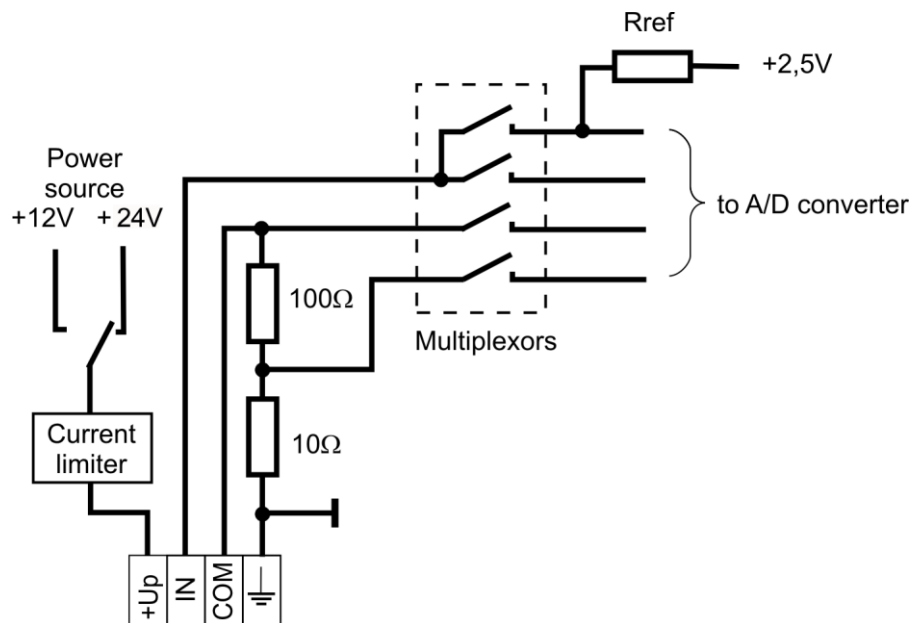 Rref
+2,5V
Power
source
+12V + 24V
to A/D converter
100Ω
Multiplexors
10Ω
Current
limiter
+Up
IN
COM